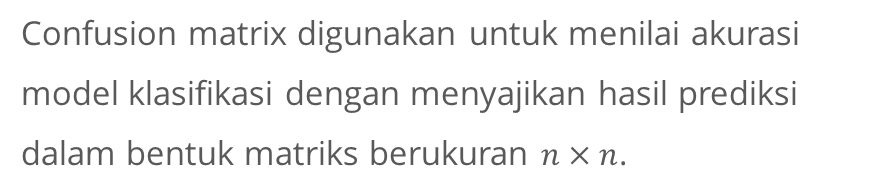 Confusion matrix digunakan untuk menilai akurasi
model klasifikasi dengan menyajikan hasil prediksi
dalam bentuk matriks berukuran n × n.